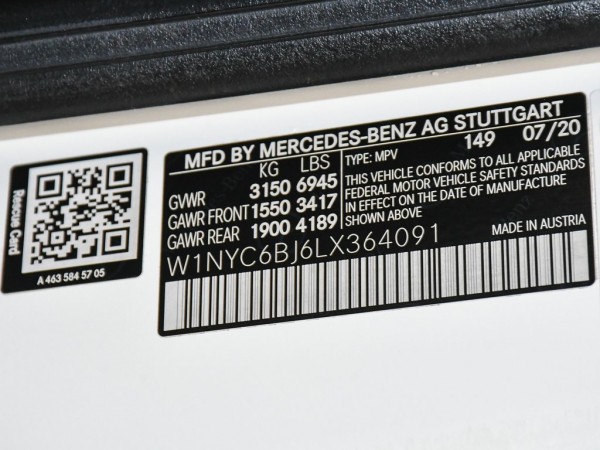 MFD BY MERCEDES-BENZ AG STUTTGART
KG LBS TYPE: MPV 149 07/20
GVWR 3150 6945
GAWR FRONT 1550 3417
GAWR REAR 1900 4189
THIS VEHICLE CONFORMS TO ALL APPLICABLE
FEDERAL MOTOR VEHICLE SAFETY STANDARDS
IN EFFECT ON THE DATE OF MANUFACTURE
SHOWN ABOVE
W1NYC6BJ6LX364091
MADE IN AUSTRIA
Rescue Card
A 463 584 57 05